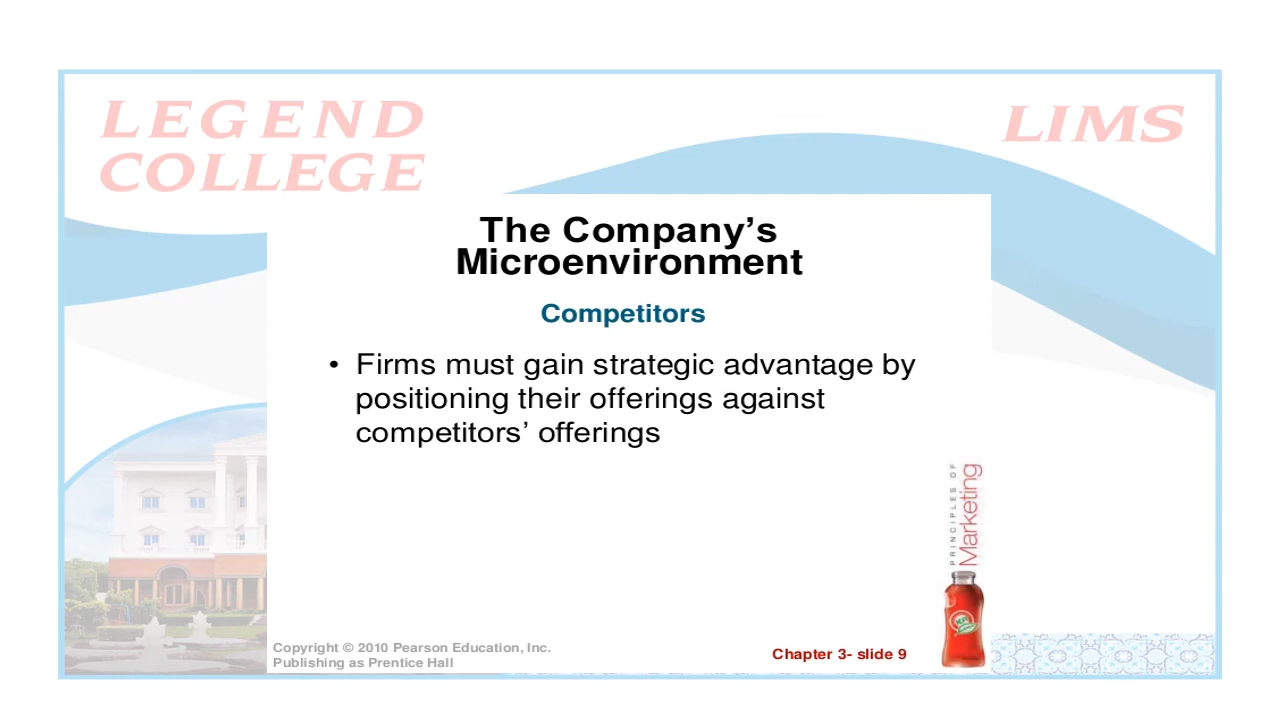 LEGEND
COLLEGE
LIMS
The Company’s
Microenvironment
Competitors
• Firms must gain strategic advantage by
positioning their offerings against
competitors’ offerings
PRINCIPLES OF
Marketing
Copyright © 2010 Pearson Education, Inc.
Publishing as Prentice Hall
Chapter 3- slide 9